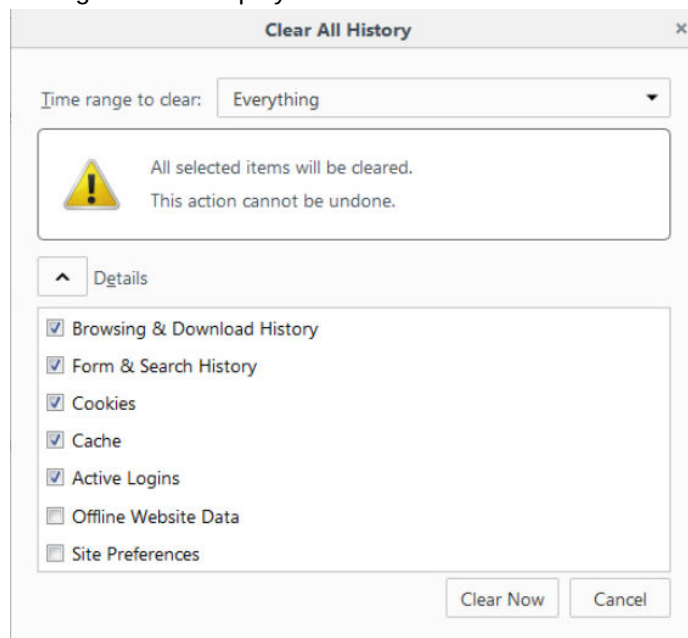 Clear All History
Time range to clear: Everything
All selected items will be cleared.
This action cannot be undone.
Details
Browsing & Download History
Form & Search History
Cookies
Cache
Active Logins
Offline Website Data
Site Preferences
Clear Now Cancel